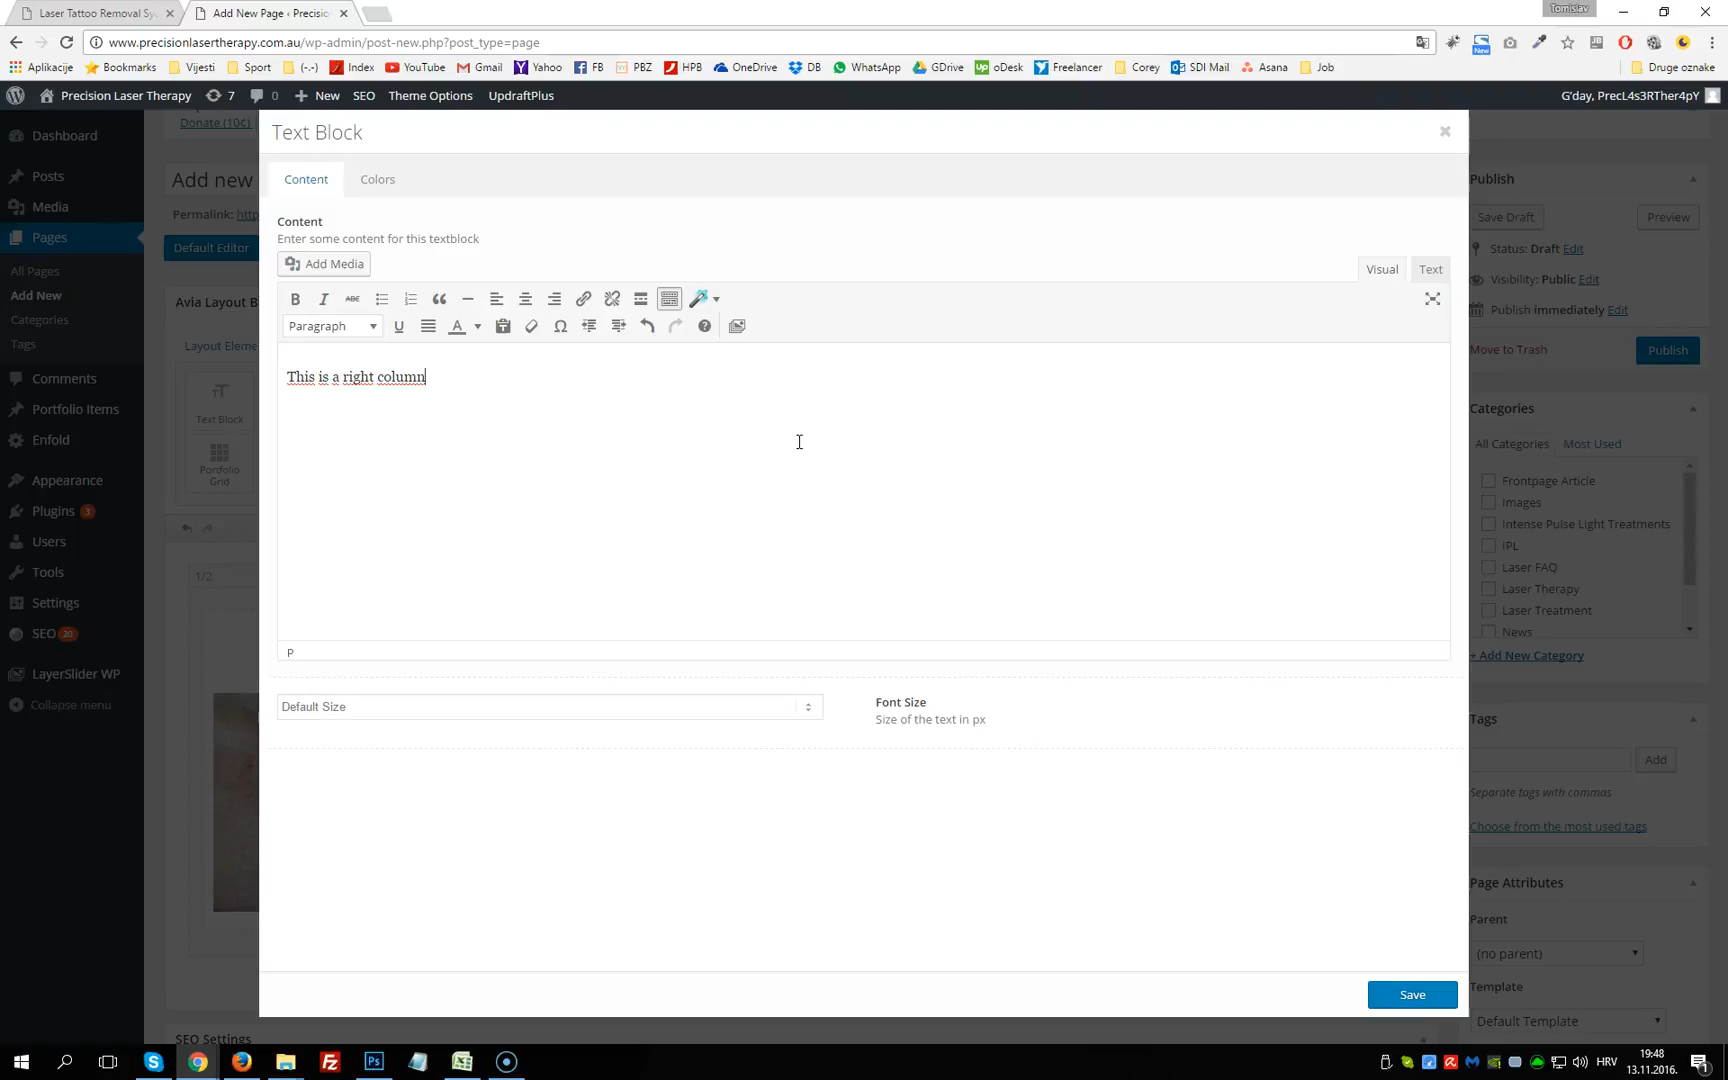 Laser Tattoo Removal Sy
Add New Page ‹ Precisio
Tomislav
www.precisionlasertherapy.com.au/wp-admin/post-new.php?post_type=page
New
Aplikacije
Bookmarks
Vijesti
Sport
(-.-)
Index
YouTube
Gmail
Yahoo
FB
PBZ
HPB
OneDrive
DB
WhatsApp
GDrive
oDesk
Freelancer
Corey
SDI Mail
Asana
Job
Druge oznake
Precision Laser Therapy
7
0
New
SEO
Theme Options
UpdraftPlus
G'day, PrecL4s3RTher4pY
Dashboard
Posts
Media
Pages
All Pages
Add New
Categories
Tags
Comments
Portfolio Items
Enfold
Appearance
Plugins 3
Users
Tools
Settings
SEO 20
LayerSlider WP
Collapse menu
Donate (10¢)
Add new
Permalink: http
Default Editor
Avia Layout B
Layout Eleme
Text Block
Portfolio
Grid
1/2
SEO Settings
Text Block
Content
Colors
Content
Enter some content for this textblock
Add Media
Visual
Text
B I ABC
Paragraph
This is a right column
P
Default Size
Font Size
Size of the text in px
Save
Publish
Save Draft
Preview
Status: Draft Edit
Visibility: Public Edit
Publish immediately Edit
Move to Trash
Publish
Categories
All Categories
Most Used
Frontpage Article
Images
Intense Pulse Light Treatments
IPL
Laser FAQ
Laser Therapy
Laser Treatment
News
+ Add New Category
Tags
Add
Separate tags with commas
Choose from the most used tags
Page Attributes
Parent
(no parent)
Template
Default Template
HRV
19:48
13.11.2016.
1